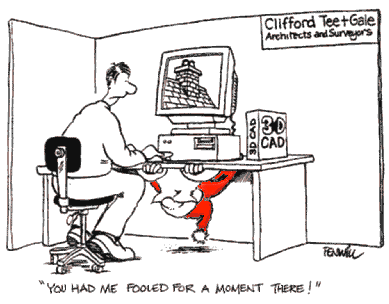 Clifford Tee+Gale
Architects and Surveyors
3D CAD
3D
CAD
FENWICK
"YOU HAD ME FOOLED FOR A MOMENT THERE!"